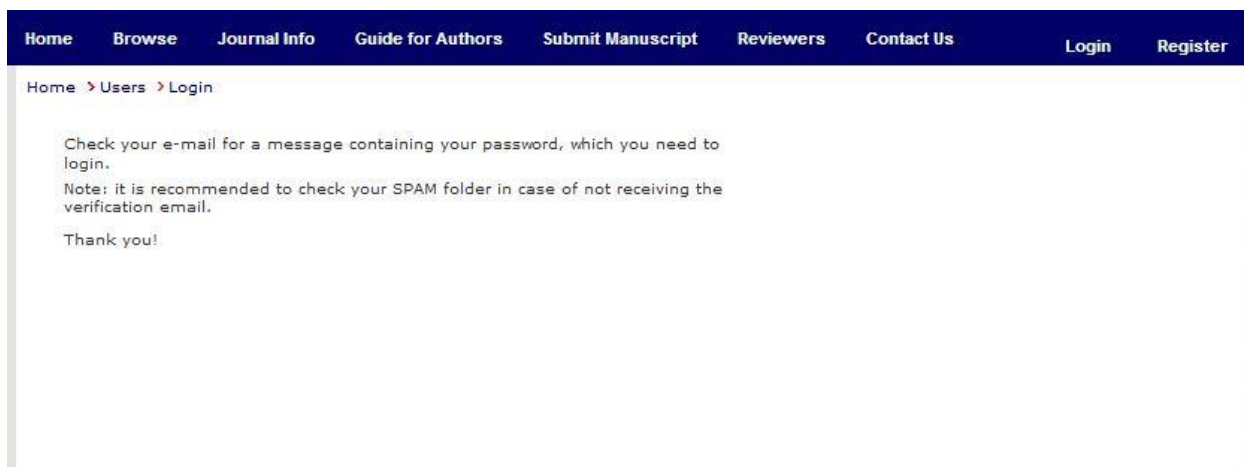 Home Browse Journal Info Guide for Authors Submit Manuscript Reviewers Contact Us Login Register
Home > Users > Login
Check your e-mail for a message containing your password, which you need to
login.
Note: it is recommended to check your SPAM folder in case of not receiving the
verification email.
Thank you!